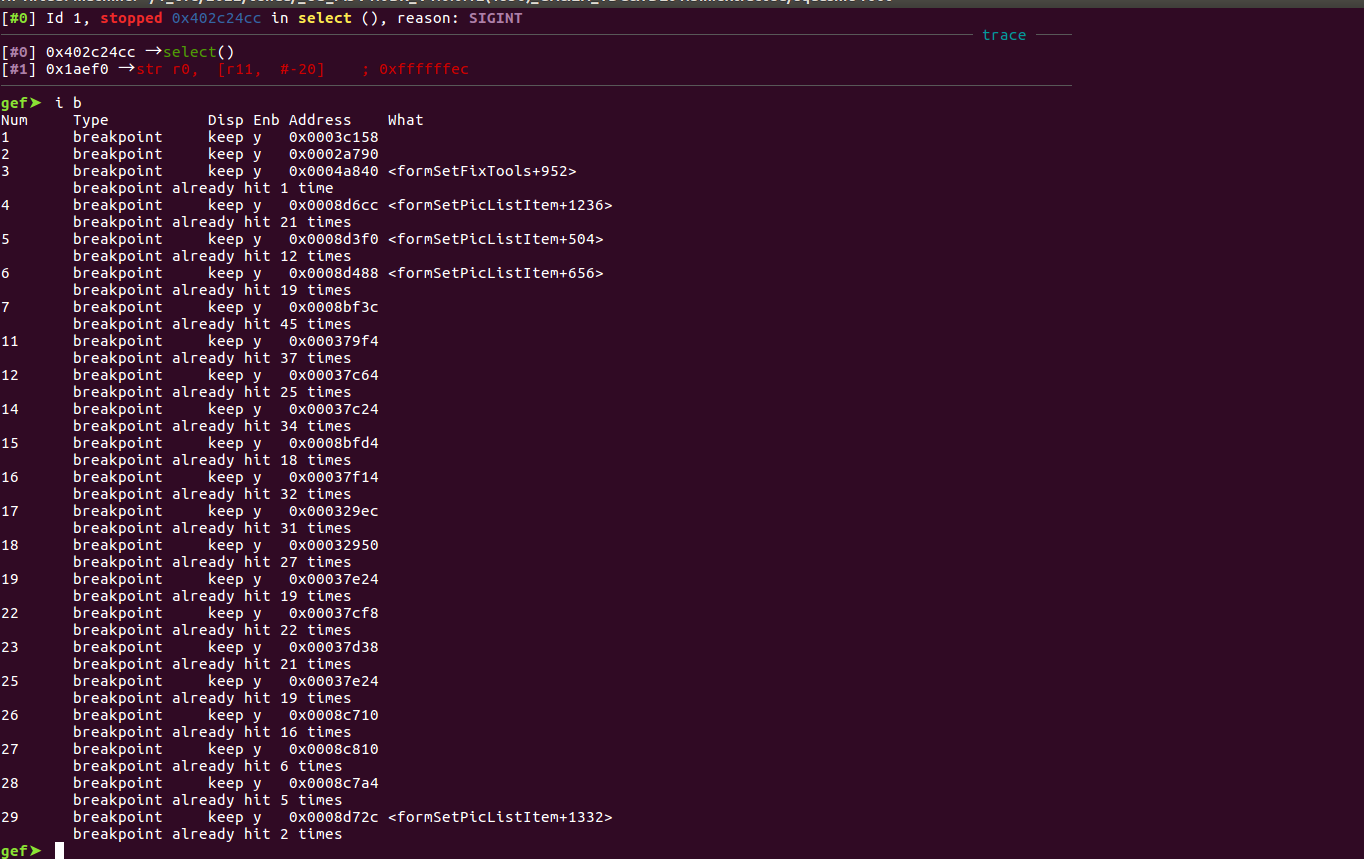 [#0] Id 1, stopped 0x402c24cc in select (), reason: SIGINT
trace
[#0] 0x402c24cc →select()
[#1] 0x1aef0 →str r0,  [r11,  #-20]    ; 0xffffffec
gef➤  i b
Num     Type           Disp Enb Address    What
1       breakpoint     keep y   0x0003c158
2       breakpoint     keep y   0x0002a790
3       breakpoint     keep y   0x0004a840 <formSetFixTools+952>
        breakpoint already hit 1 time
4       breakpoint     keep y   0x0008d6cc <formSetPicListItem+1236>
        breakpoint already hit 21 times
5       breakpoint     keep y   0x0008d3f0 <formSetPicListItem+504>
        breakpoint already hit 12 times
6       breakpoint     keep y   0x0008d488 <formSetPicListItem+656>
        breakpoint already hit 19 times
7       breakpoint     keep y   0x0008bf3c
        breakpoint already hit 45 times
11      breakpoint     keep y   0x000379f4
        breakpoint already hit 37 times
12      breakpoint     keep y   0x00037c64
        breakpoint already hit 25 times
14      breakpoint     keep y   0x00037c24
        breakpoint already hit 34 times
15      breakpoint     keep y   0x0008bfd4
        breakpoint already hit 18 times
16      breakpoint     keep y   0x00037f14
        breakpoint already hit 32 times
17      breakpoint     keep y   0x000329ec
        breakpoint already hit 31 times
18      breakpoint     keep y   0x00032950
        breakpoint already hit 27 times
19      breakpoint     keep y   0x00037e24
        breakpoint already hit 19 times
22      breakpoint     keep y   0x00037cf8
        breakpoint already hit 22 times
23      breakpoint     keep y   0x00037d38
        breakpoint already hit 21 times
25      breakpoint     keep y   0x00037e24
        breakpoint already hit 19 times
26      breakpoint     keep y   0x0008c710
        breakpoint already hit 16 times
27      breakpoint     keep y   0x0008c810
        breakpoint already hit 6 times
28      breakpoint     keep y   0x0008c7a4
        breakpoint already hit 5 times
29      breakpoint     keep y   0x0008d72c <formSetPicListItem+1332>
        breakpoint already hit 2 times
gef➤